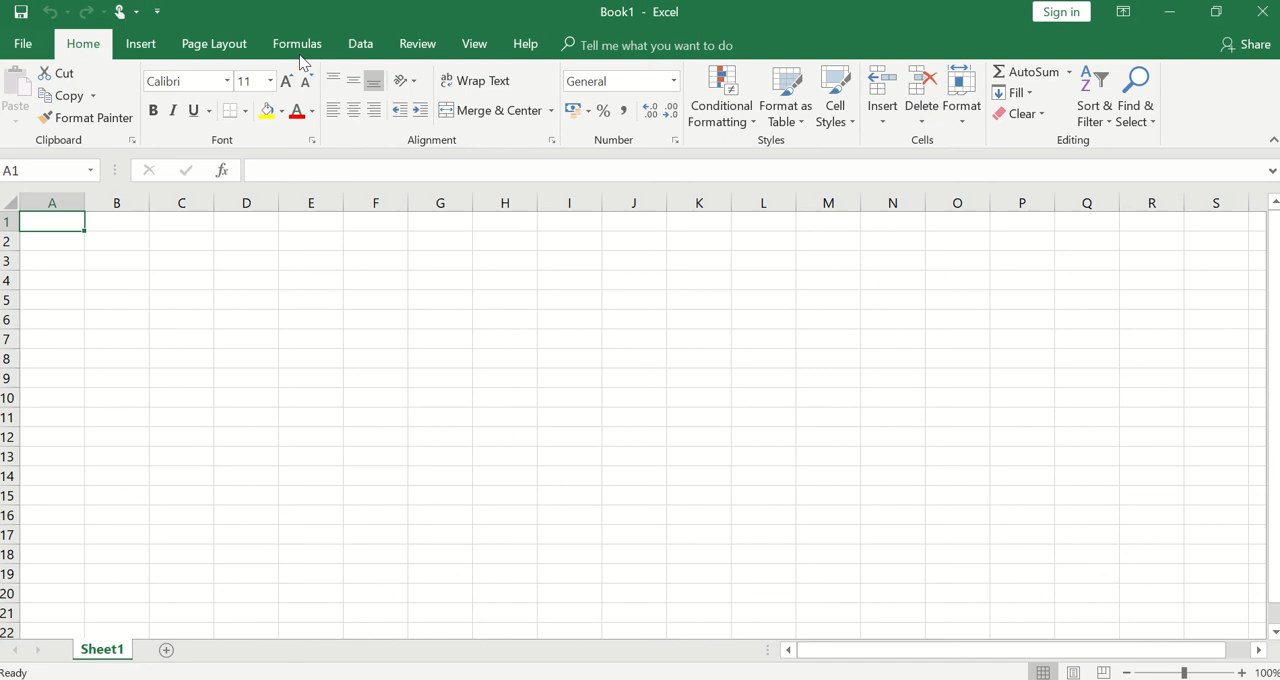 Book1 - Excel
Sign in
File Home Insert Page Layout Formulas Data Review View Help Tell me what you want to do Share
Paste
Cut
Copy
Format Painter
Clipboard
Calibri 11 A A
B I U A
Font
Wrap Text
Merge & Center
Alignment
General
% ,
.0 .00
.00 .0
Number
Conditional Formatting
Format as Table
Cell Styles
Styles
Insert Delete Format
Cells
AutoSum
Fill
Clear
Sort & Filter
Find & Select
Editing
A1 fx
A B C D E F G H I J K L M N O P Q R S
1
2
3
4
5
6
7
8
9
10
11
12
13
14
15
16
17
18
19
20
21
22
Sheet1
Ready 100%